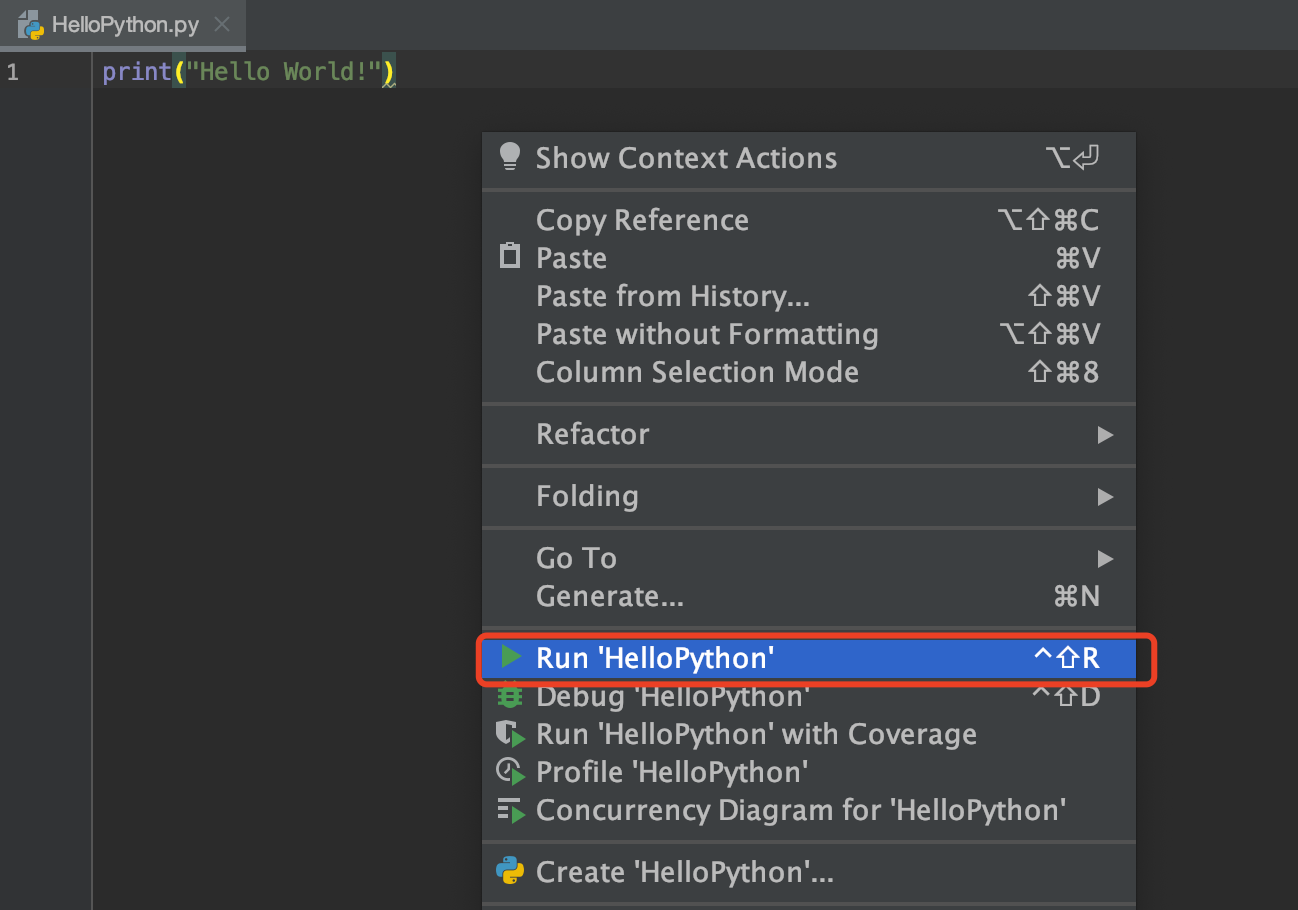 HelloPython.py
1 print("Hello World!")
Show Context Actions ⌥⏎
Copy Reference ⌥⇧⌘C
Paste ⌘V
Paste from History... ⇧⌘V
Paste without Formatting ⌥⇧⌘V
Column Selection Mode ⇧⌘8
Refactor
Folding
Go To
Generate... ⌘N
Run 'HelloPython' ^⇧R
Debug 'HelloPython' ^⇧D
Run 'HelloPython' with Coverage
Profile 'HelloPython'
Concurrency Diagram for 'HelloPython'
Create 'HelloPython'...